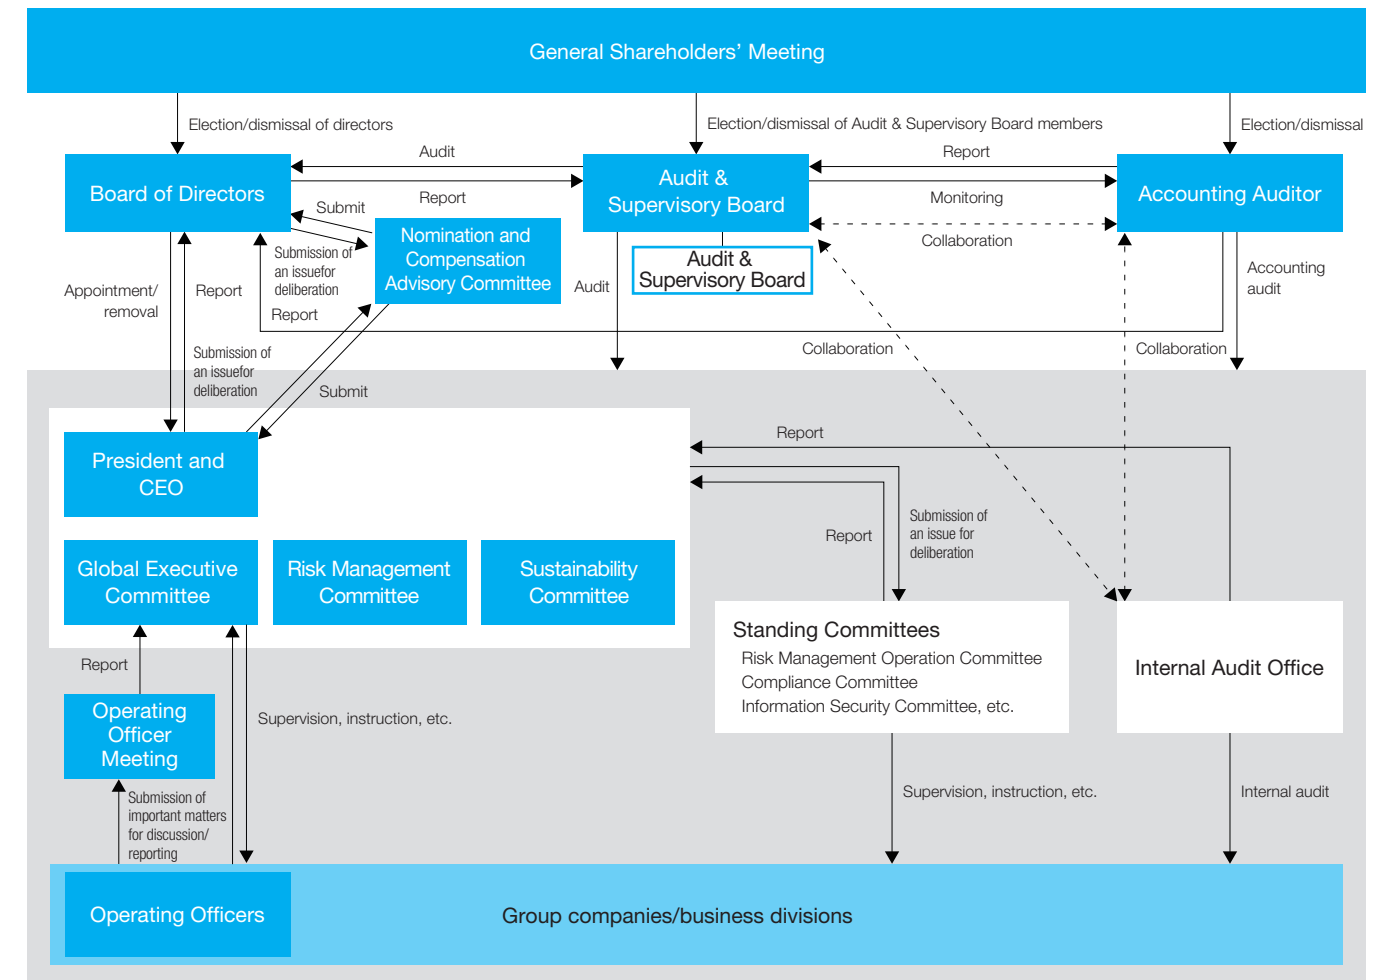 General Shareholders’ Meeting
Election/dismissal of directors
Election/dismissal of Audit & Supervisory Board members
Election/dismissal
Audit
Report
Board of Directors
Audit &
Supervisory Board
Accounting Auditor
Report
Monitoring
Submit
Collaboration
Nomination and
Compensation
Advisory Committee
Submission of
an issuefor
deliberation
Audit &
Supervisory Board
Accounting
audit
Appointment/
removal
Report
Audit
Report
Collaboration
Collaboration
Submission of
an issuefor
deliberation
Submit
Report
President and
CEO
Report
Submission of
an issue for
deliberation
Global Executive
Committee
Risk Management
Committee
Sustainability
Committee
Standing Committees
Risk Management Operation Committee
Compliance Committee
Information Security Committee, etc.
Internal Audit Office
Report
Operating
Officer
Meeting
Supervision, instruction, etc.
Submission of
important matters
for discussion/
reporting
Supervision, instruction, etc.
Internal audit
Operating Officers
Group companies/business divisions